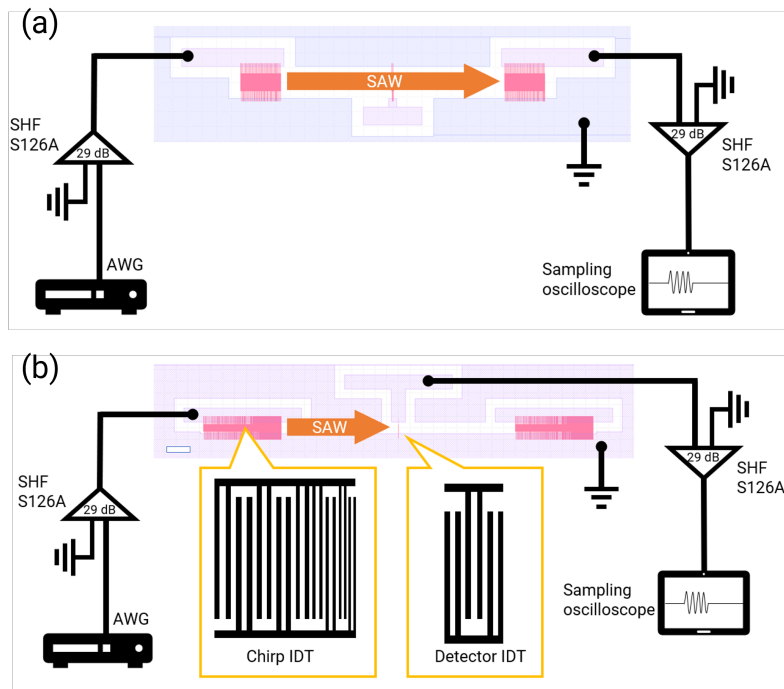 (a)
SAW
SHF
S126A
29 dB
AWG
29 dB
SHF
S126A
Sampling
oscilloscope
(b)
SAW
SHF
S126A
29 dB
AWG
Chirp IDT
Detector IDT
29 dB
SHF
S126A
Sampling
oscilloscope